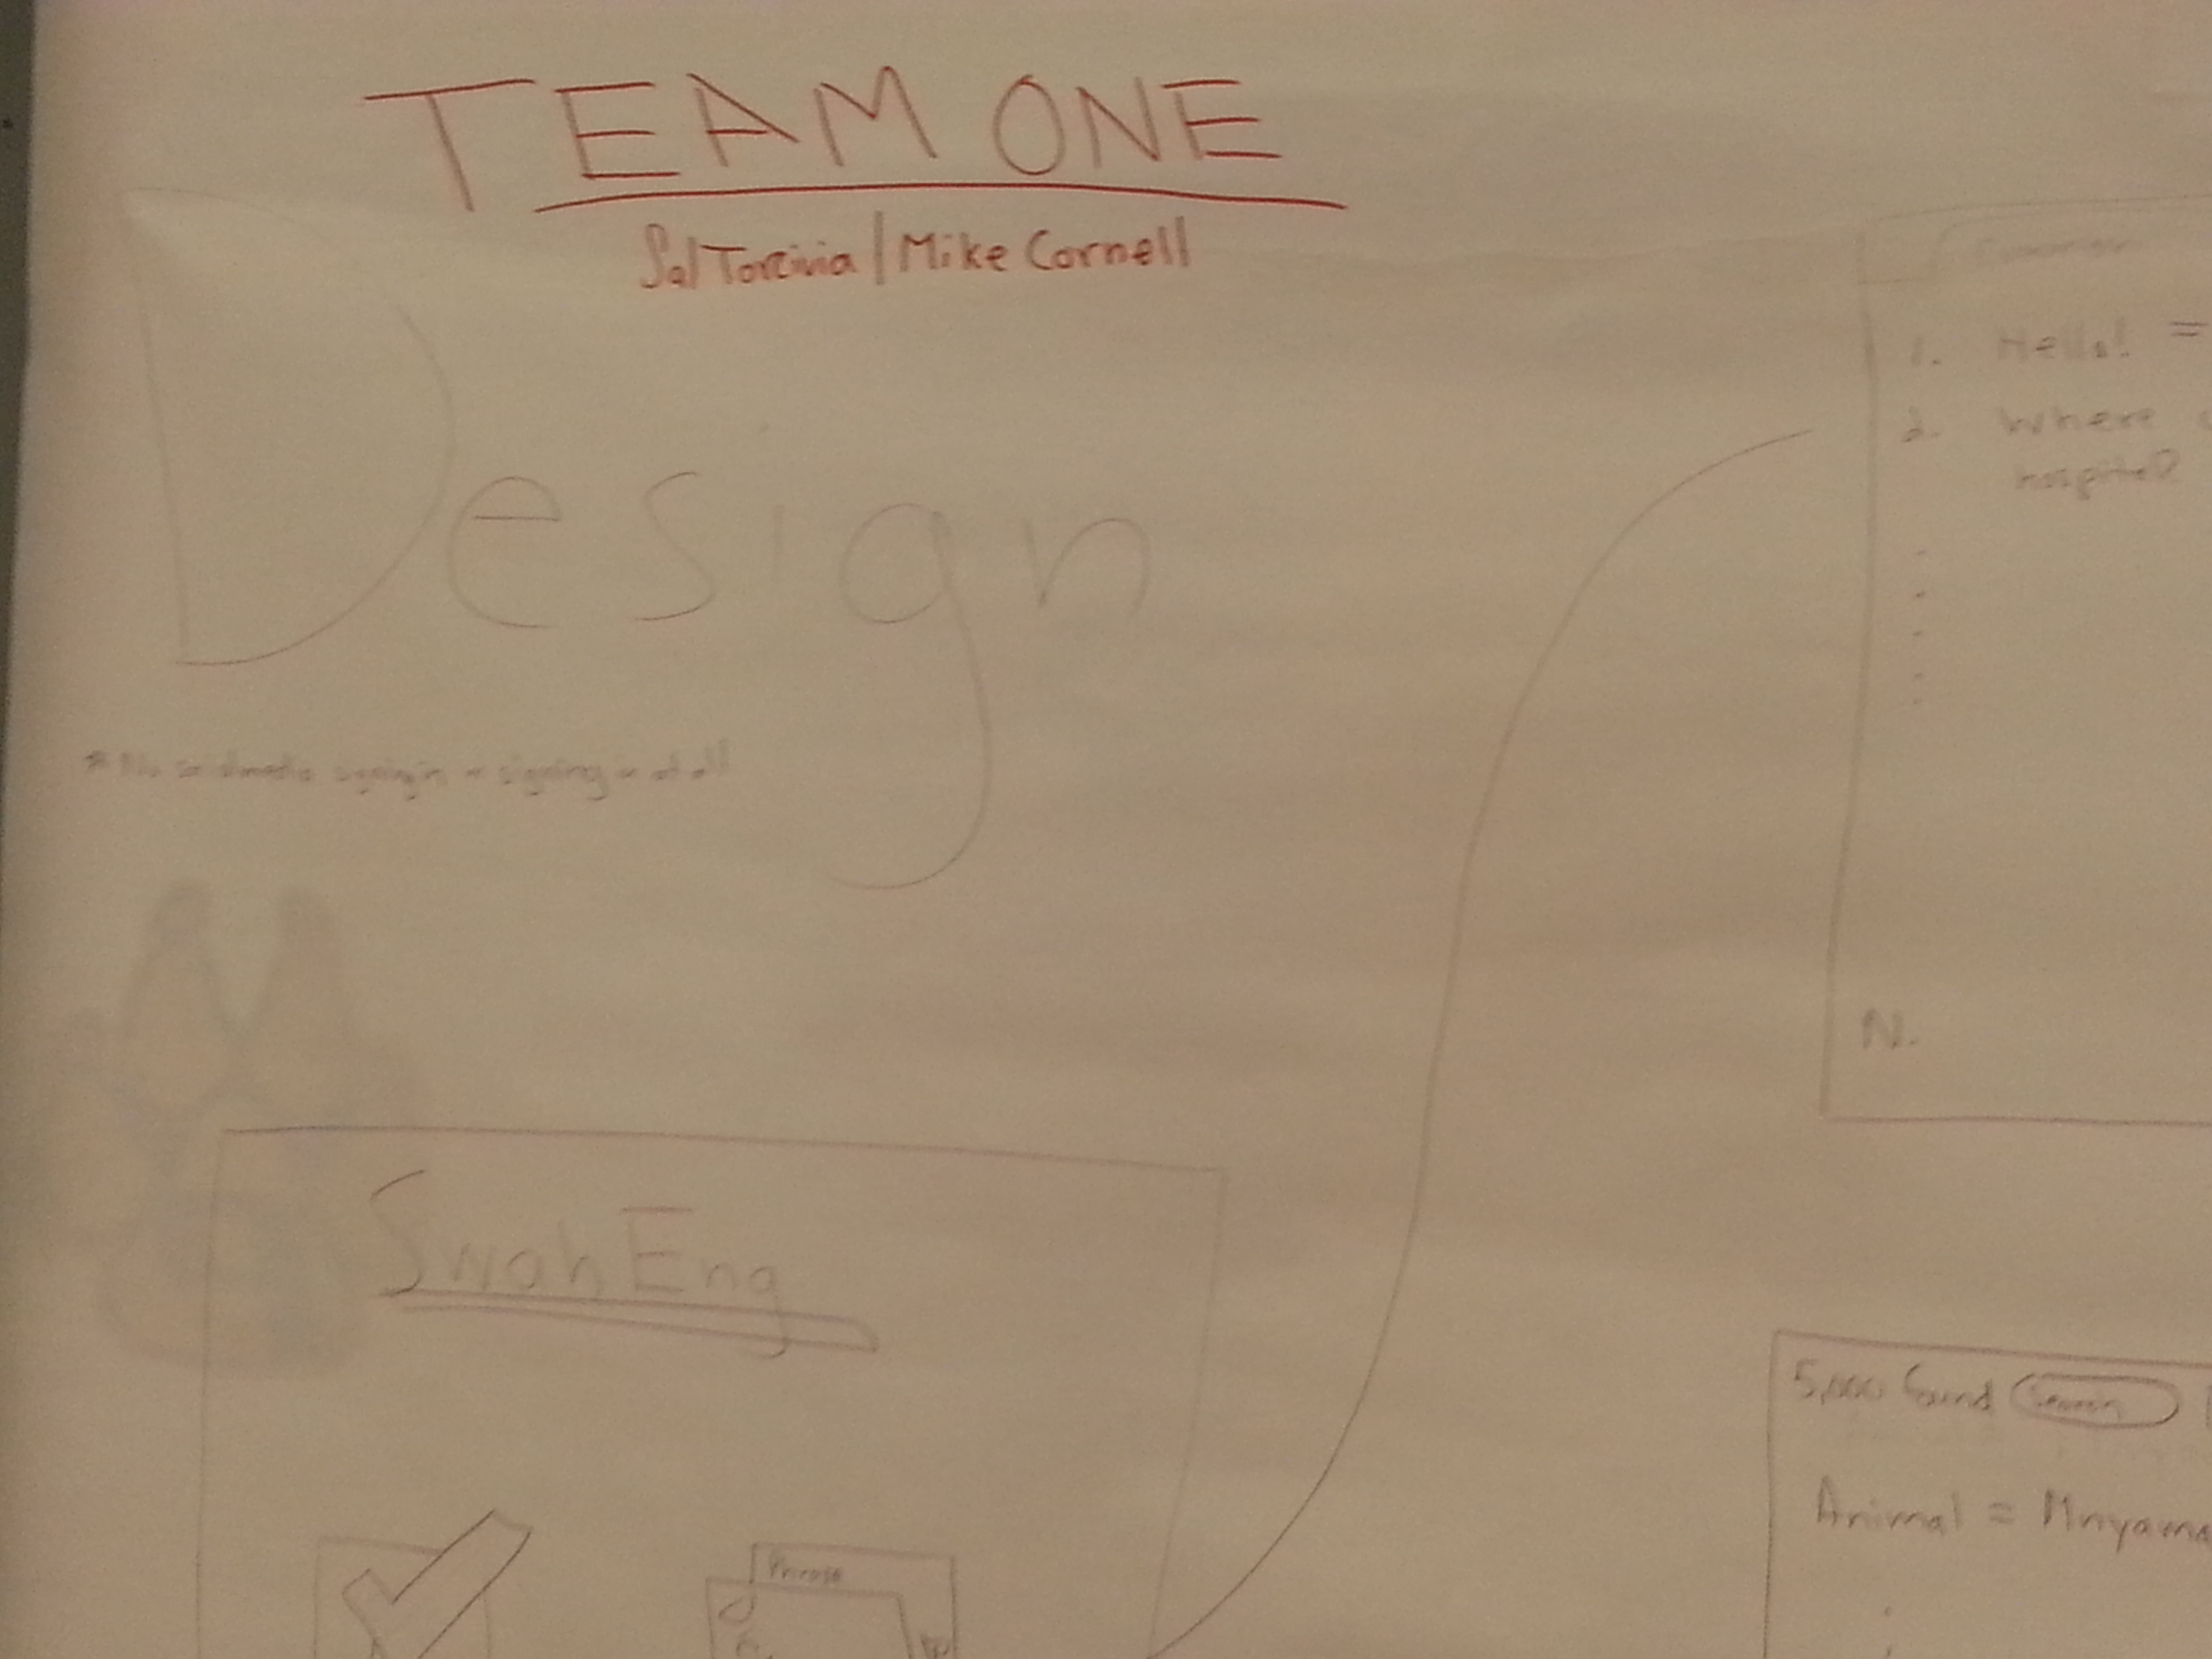 TEAM ONE
Sal Torcivia | Mike Cornell
Design
* No social media signing in or signing in at all
1. Hello! =
2. Where
hospital?
N.
SwahEng
Phrase
5,000 found Search
Animal = Mnyama